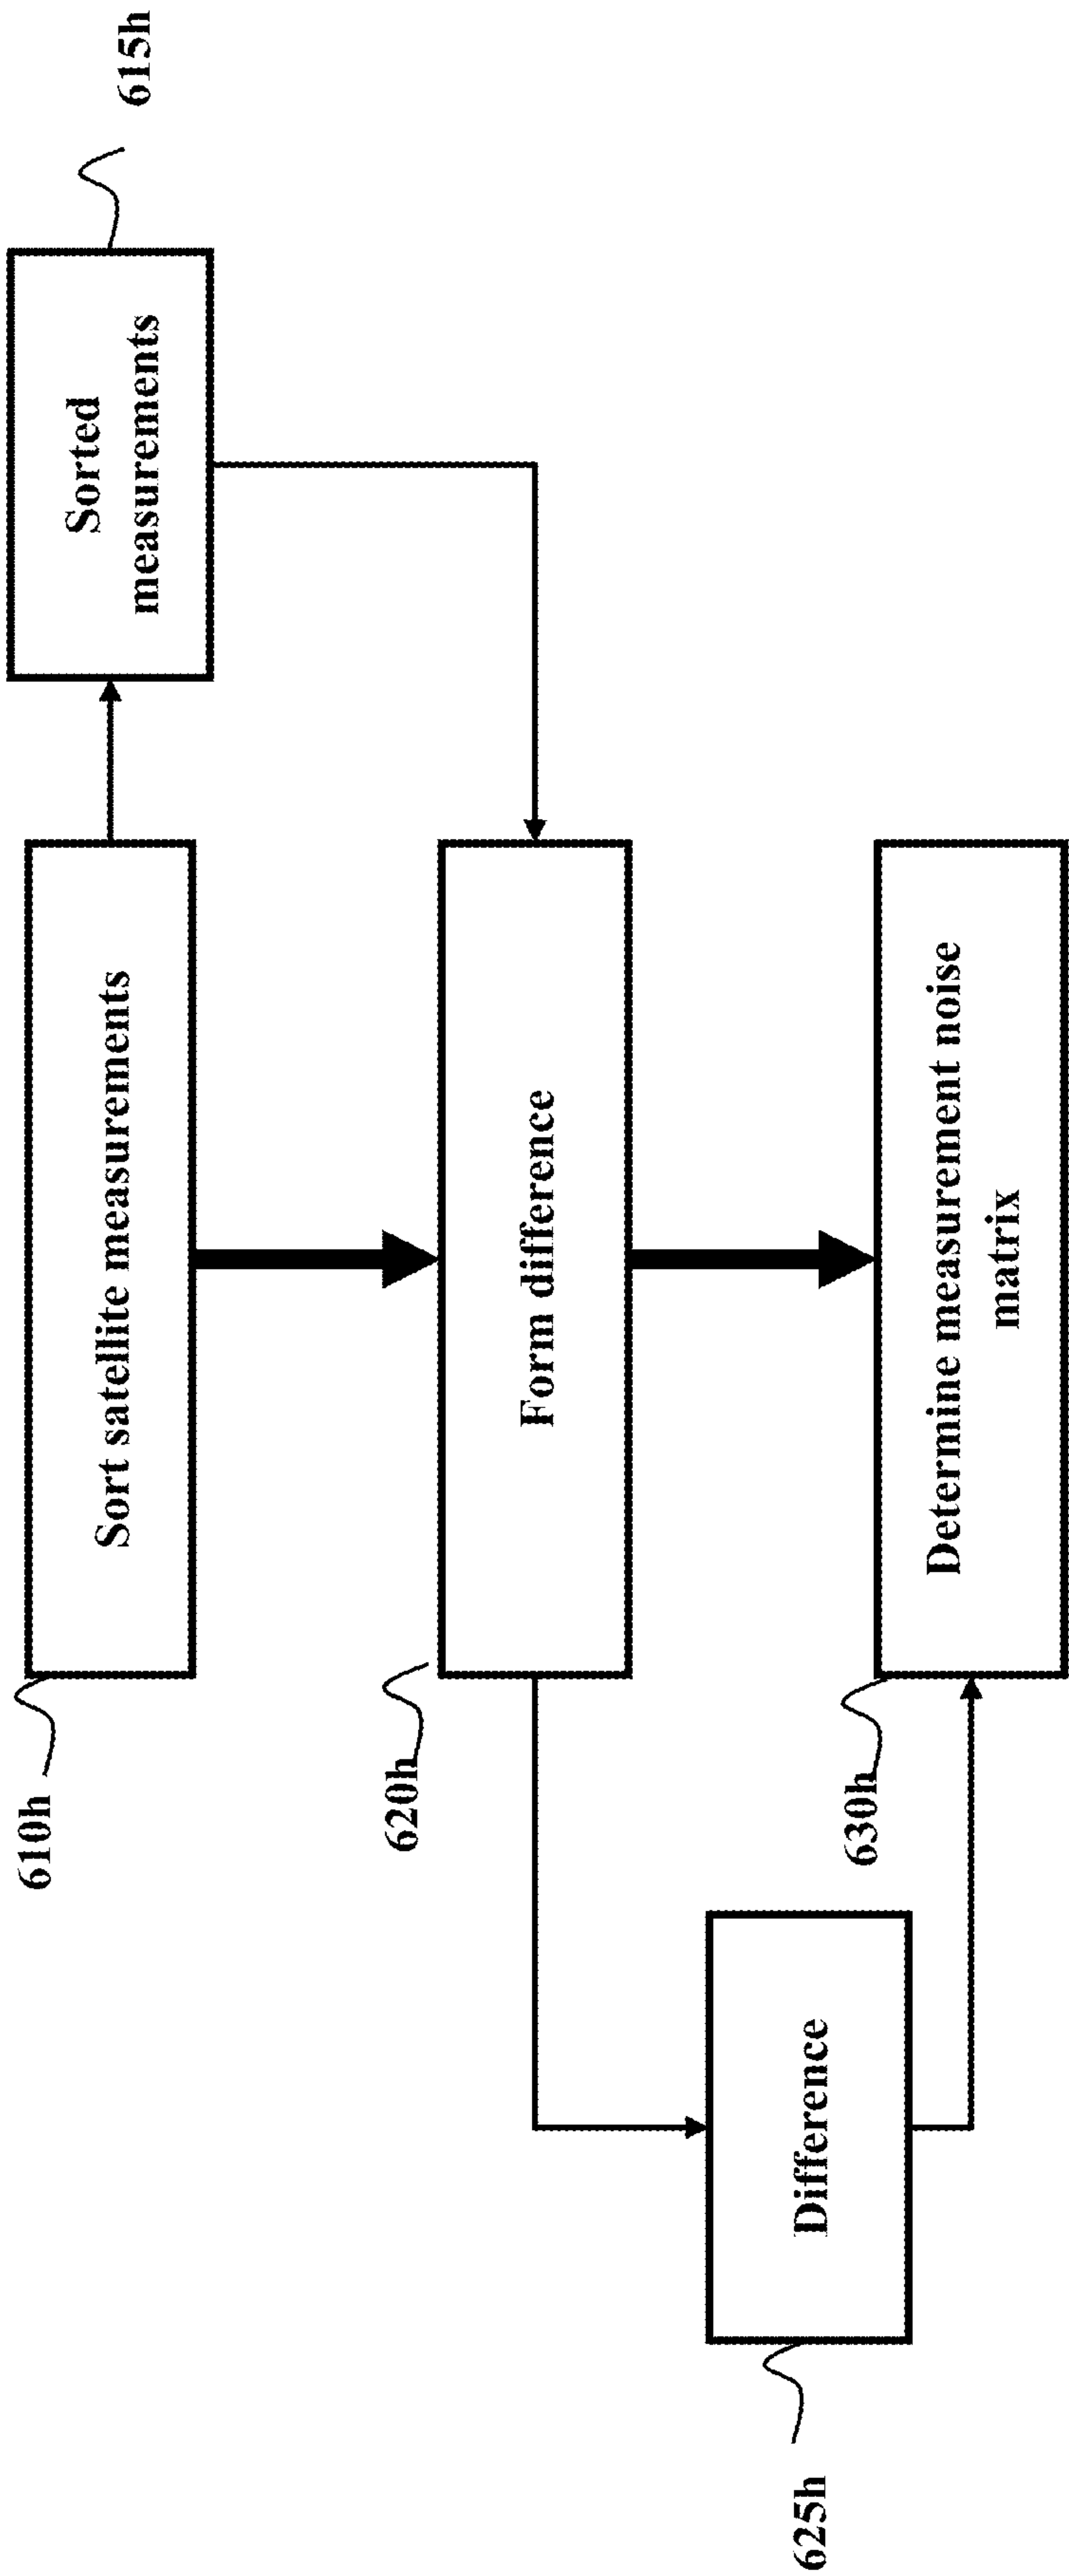 610h
Sort satellite measurements
Sorted
measurements
615h
620h
Form difference
625h
Difference
630h
Determine measurement noise
matrix